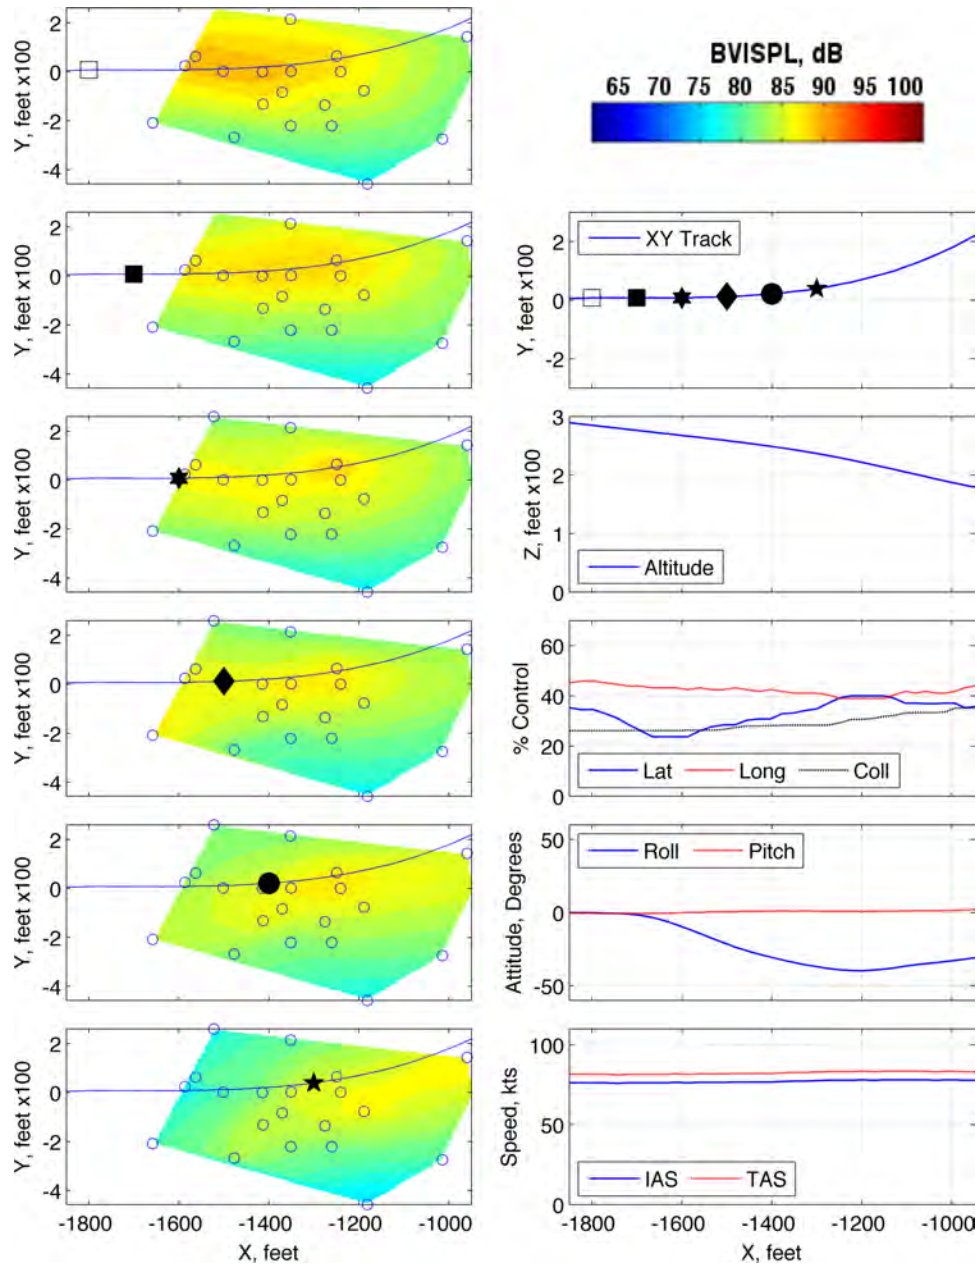 BVISPL, dB
65 70 75 80 85 90 95 100
2
0
-2
-4
Y, feet x100
2
0
-2
-4
Y, feet x100
XY Track
2
0
-2
Y, feet x100
2
0
-2
-4
Y, feet x100
3
2
1
0
Z, feet x100
Altitude
2
0
-2
-4
Y, feet x100
60
40
20
0
% Control
Lat Long Coll
2
0
-2
-4
Y, feet x100
Roll Pitch
50
0
-50
Attitude, Degrees
2
0
-2
-4
Y, feet x100
100
50
0
Speed, kts
IAS TAS
-1800 -1600 -1400 -1200 -1000
X, feet
-1800 -1600 -1400 -1200 -1000
X, feet